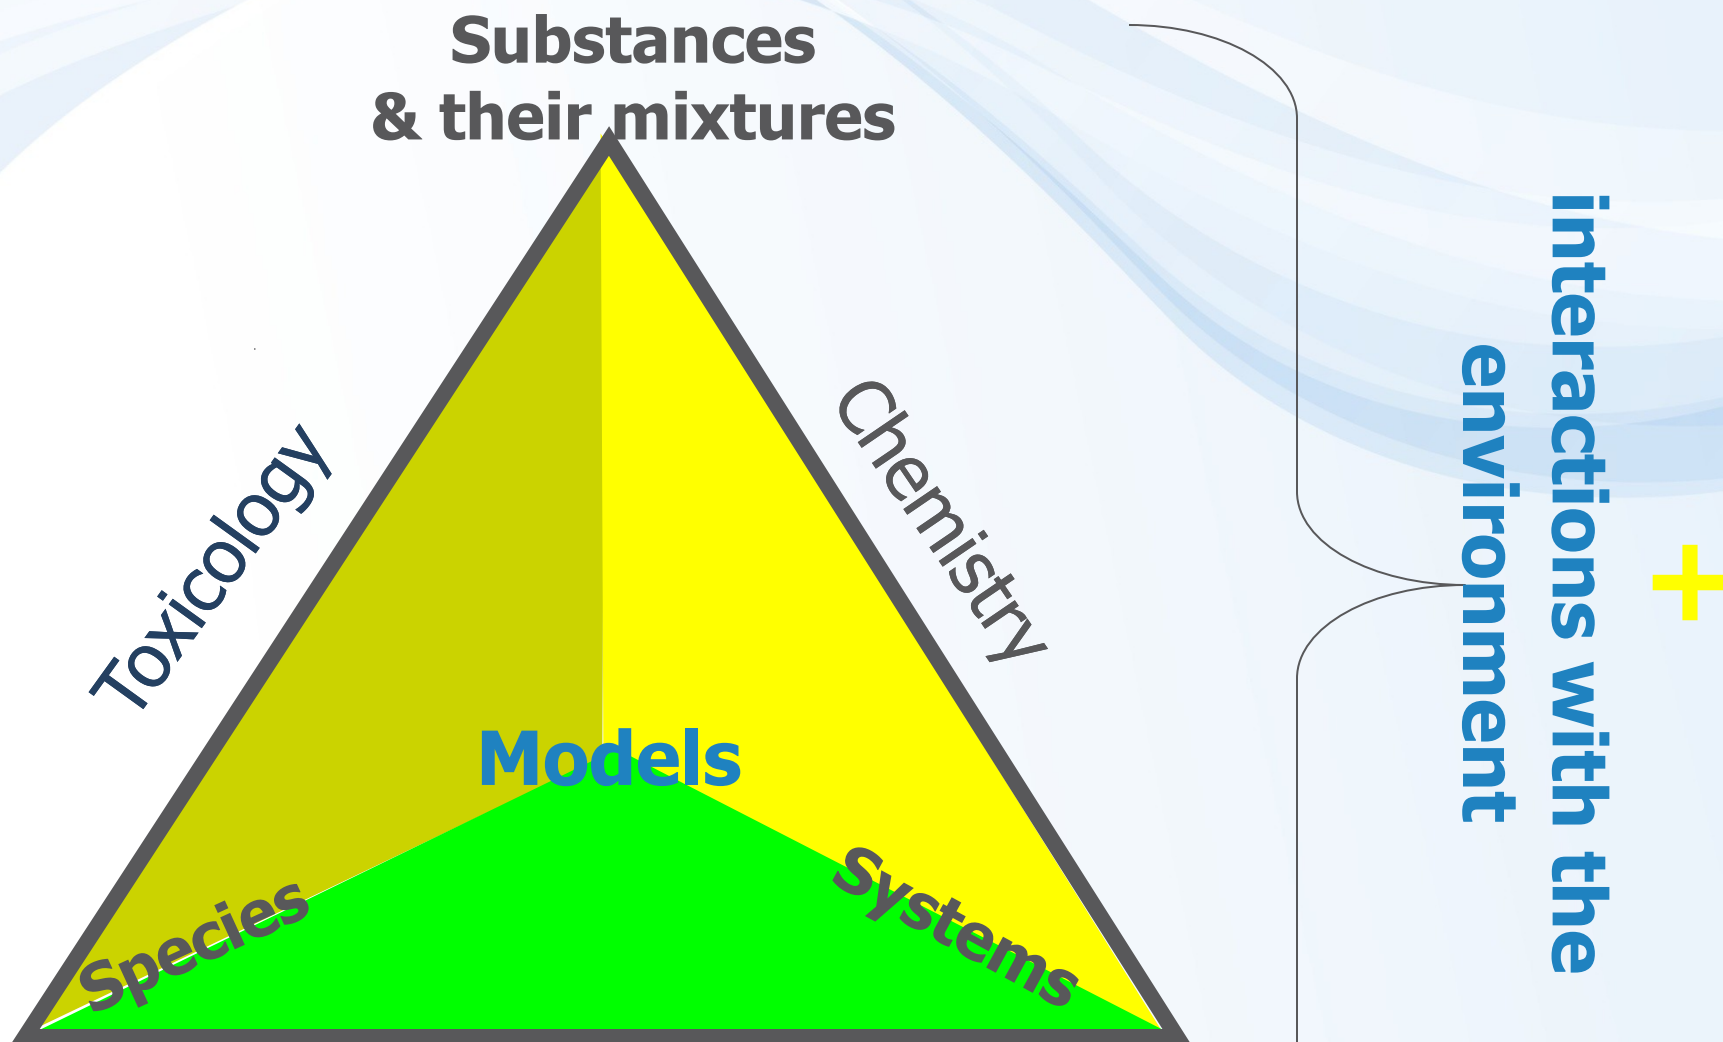 Substances
& their mixtures
Toxicology
Chemistry
Models
Species
Systems
interactions with the
environment
+